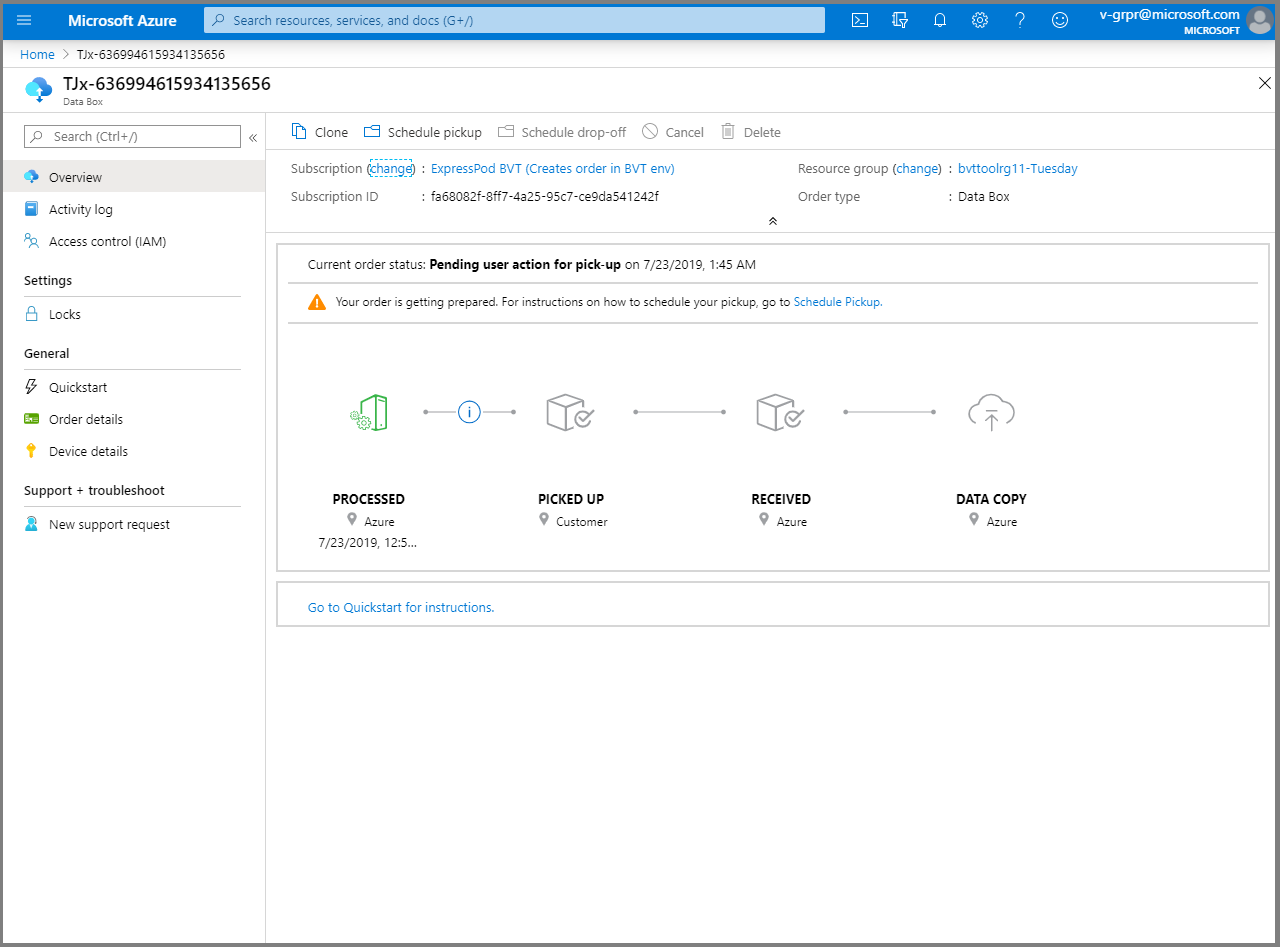 Microsoft Azure
Search resources, services, and docs (G+/)
v-grpr@microsoft.com
MICROSOFT
Home > TJx-636994615934135656
TJx-636994615934135656
Data Box
Search (Ctrl+/)
«
Overview
Activity log
Access control (IAM)
Settings
Locks
General
Quickstart
Order details
Device details
Support + troubleshoot
New support request
Clone Schedule pickup Schedule drop-off Cancel Delete
Subscription (change) : ExpressPod BVT (Creates order in BVT env) Resource group (change) : bvttoolrg11-Tuesday
Subscription ID : fa68082f-8ff7-4a25-95c7-ce9da541242f Order type : Data Box
Current order status: Pending user action for pick-up on 7/23/2019, 1:45 AM
Your order is getting prepared. For instructions on how to schedule your pickup, go to Schedule Pickup.
PROCESSED PICKED UP RECEIVED DATA COPY
Azure Customer Azure Azure
7/23/2019, 12:5...
Go to Quickstart for instructions.